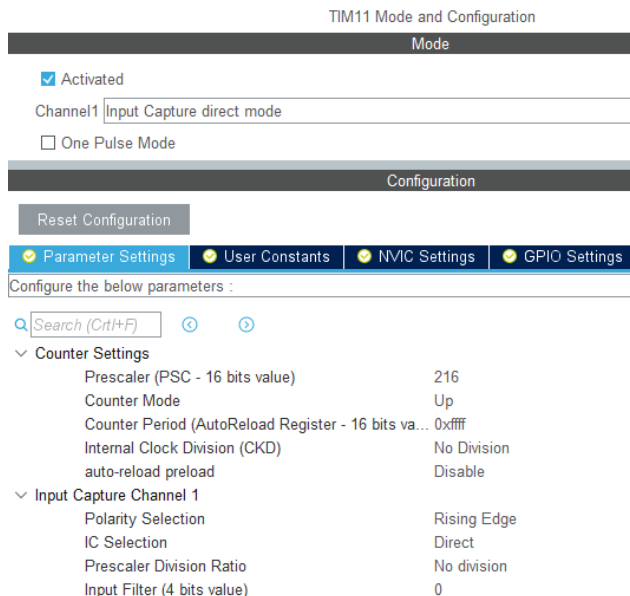 TIM11 Mode and Configuration
Mode
Activated
Channel1 Input Capture direct mode
One Pulse Mode
Configuration
Reset Configuration
Parameter Settings User Constants NVIC Settings GPIO Settings
Configure the below parameters :
Search (Crtl+F)
Counter Settings
Prescaler (PSC - 16 bits value) 216
Counter Mode Up
Counter Period (AutoReload Register - 16 bits va... 0xffff
Internal Clock Division (CKD) No Division
auto-reload preload Disable
Input Capture Channel 1
Polarity Selection Rising Edge
IC Selection Direct
Prescaler Division Ratio No division
Input Filter (4 bits value) 0